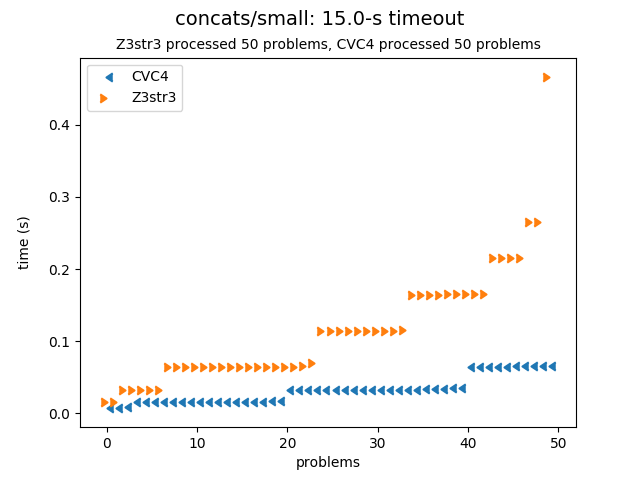 concats/small: 15.0-s timeout
Z3str3 processed 50 problems, CVC4 processed 50 problems
CVC4
Z3str3
0.4
0.3
0.2
0.1
0.0
time (s)
0 10 20 30 40 50
problems